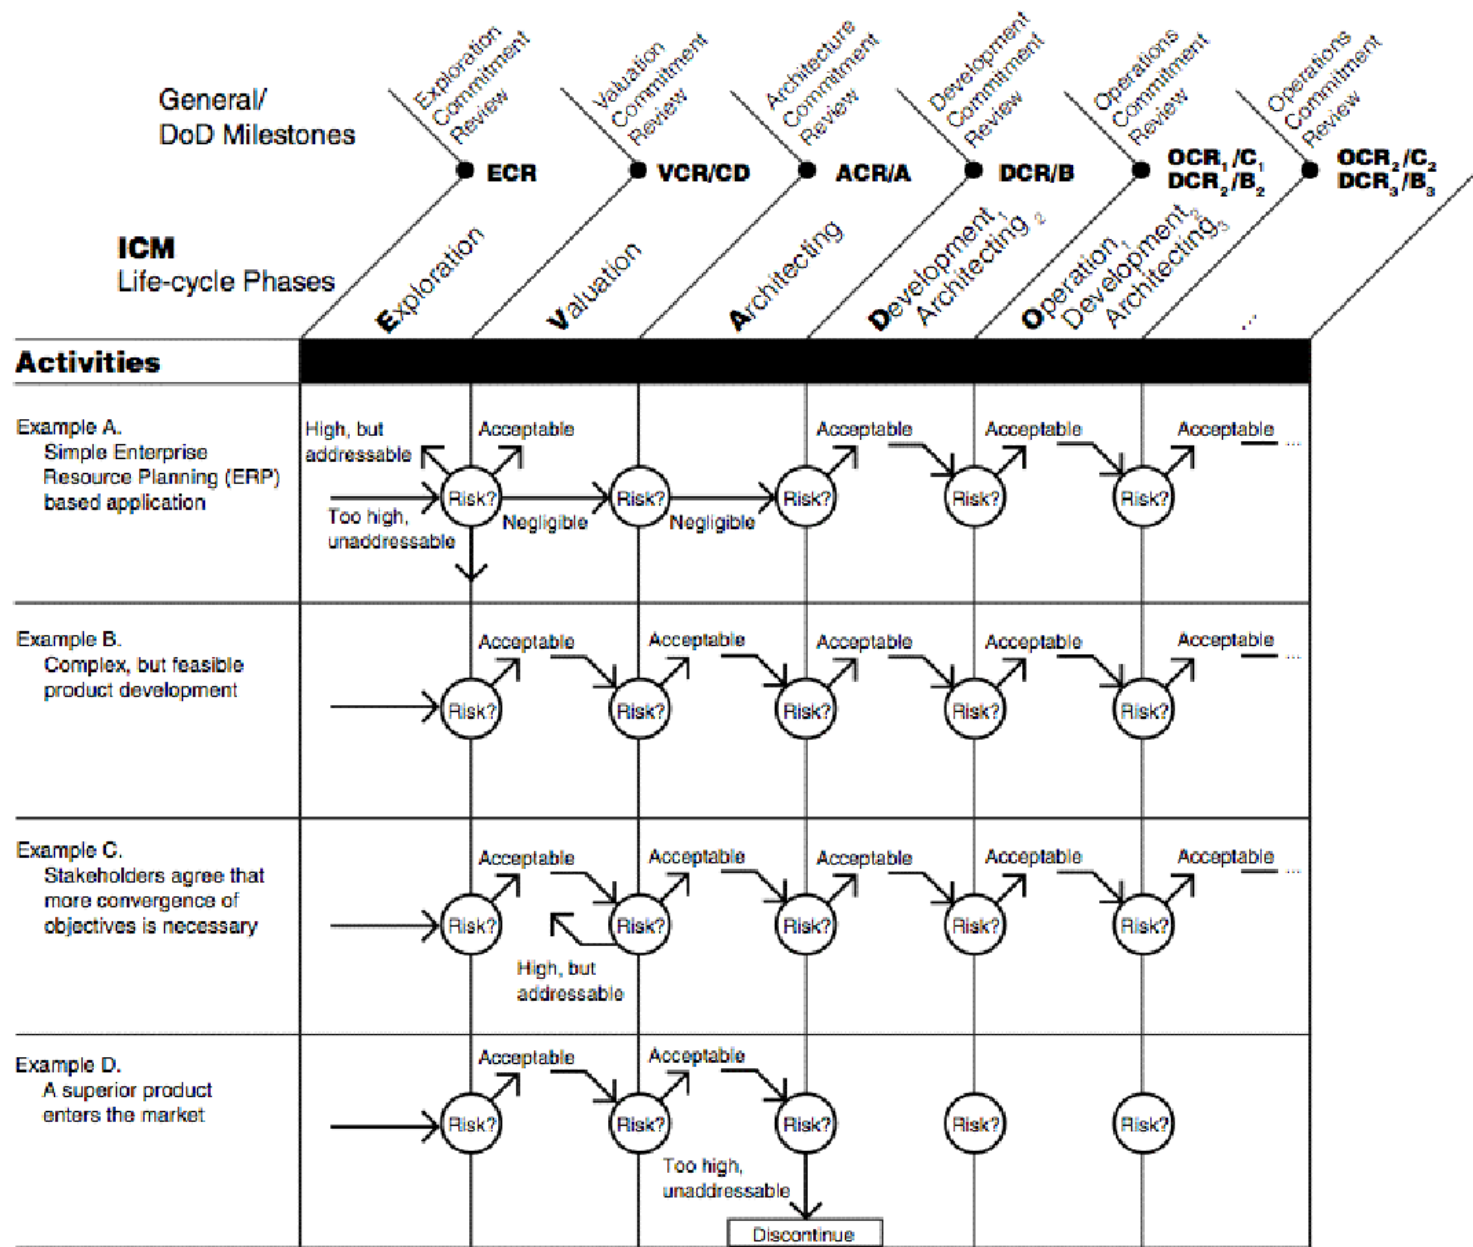 General/
DoD Milestones
Exploration
Commitment
Review
Valuation
Commitment
Review
Architecture
Commitment
Review
Development
Commitment
Review
Operations
Commitment
Review
Operations
Commitment
Review
ECR
VCR/CD
ACR/A
DCR/B
OCR₁/C₁
DCR₂/B₂
OCR₂/C₂
DCR₃/B₃
ICM
Life-cycle Phases
Exploration
Valuation
Architecting
Development₁
Architecting₂
Operation₁
Development₂
Architecting₃
...
Activities
Example A.
Simple Enterprise
Resource Planning (ERP)
based application
High, but
addressable
Acceptable
Acceptable
Acceptable
Acceptable
...
Risk?
Risk?
Risk?
Risk?
Risk?
Too high,
unaddressable
Negligible
Negligible
Example B.
Complex, but feasible
product development
Acceptable
Acceptable
Acceptable
Acceptable
Acceptable
...
Risk?
Risk?
Risk?
Risk?
Risk?
Example C.
Stakeholders agree that
more convergence of
objectives is necessary
Acceptable
Acceptable
Acceptable
Acceptable
Acceptable
...
Risk?
Risk?
Risk?
Risk?
Risk?
High, but
addressable
Example D.
A superior product
enters the market
Acceptable
Acceptable
Risk?
Risk?
Risk?
Risk?
Risk?
Too high,
unaddressable
Discontinue